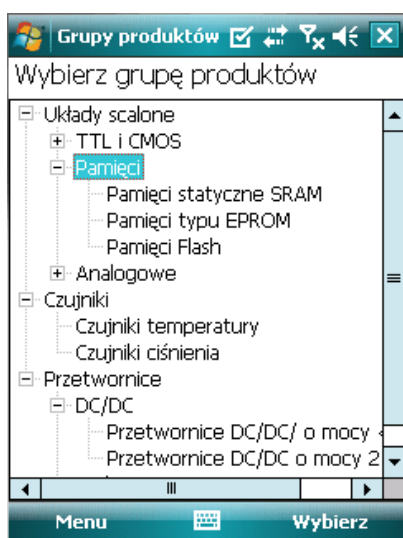 Grupy produktów
Wybierz grupę produktów
Układy scalone
TTL i CMOS
Pamięci
Pamięci statyczne SRAM
Pamięci typu EPROM
Pamięci Flash
Analogowe
Czujniki
Czujniki temperatury
Czujniki ciśnienia
Przetwornice
DC/DC
Przetwornice DC/DC/ o mocy
Przetwornice DC/DC o mocy 2
Menu
Wybierz